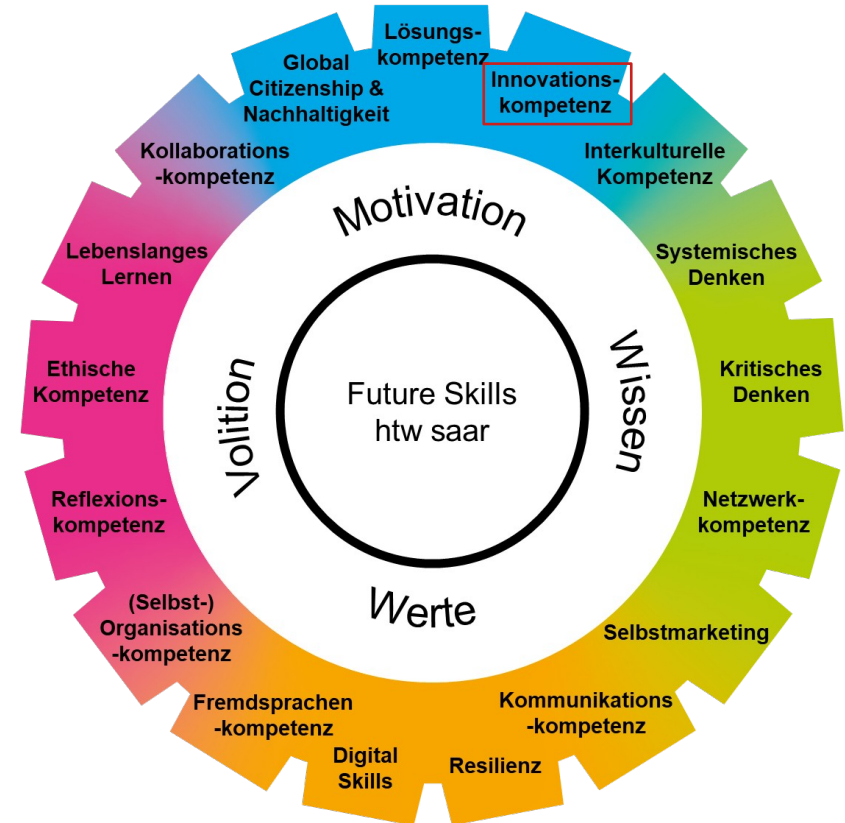 Lösungs-
kompetenz
Innovations-
kompetenz
Interkulturelle
Kompetenz
Systemisches
Denken
Kritisches
Denken
Netzwerk-
kompetenz
Selbstmarketing
Kommunikations
-kompetenz
Resilienz
Digital
Skills
Fremdsprachen
-kompetenz
(Selbst-)
Organisations
-kompetenz
Reflexions-
kompetenz
Ethische
Kompetenz
Lebenslanges
Lernen
Kollaborations
-kompetenz
Global
Citizenship &
Nachhaltigkeit
Motivation
Wissen
Werte
Volition
Future Skills
htw saar